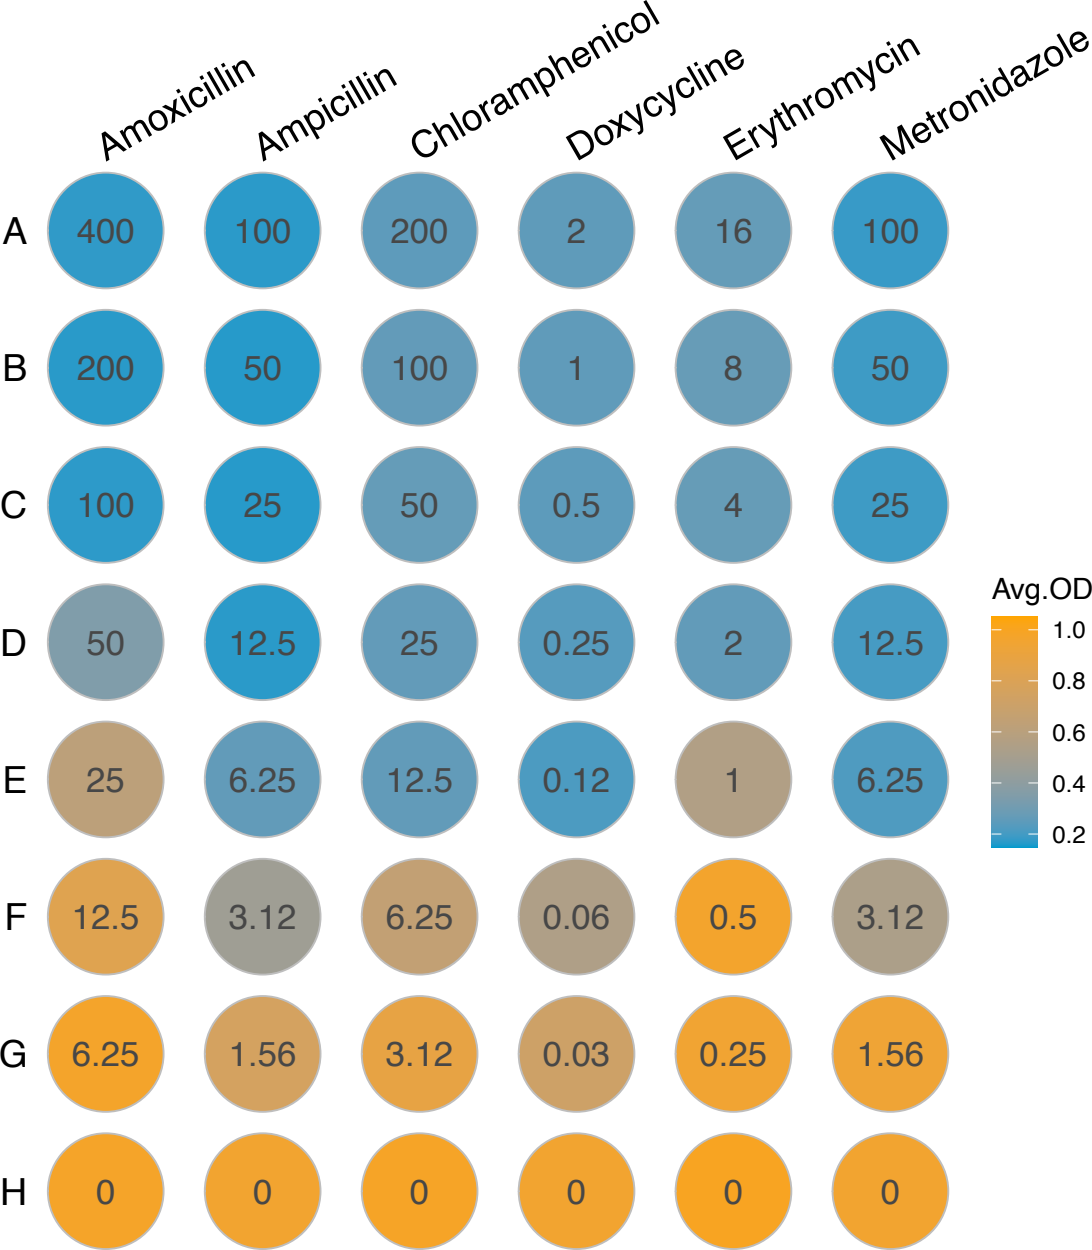 Amoxicillin Ampicillin Chloramphenicol Doxycycline Erythromycin Metronidazole
A 400 100 200 2 16 100
B 200 50 100 1 8 50
C 100 25 50 0.5 4 25
D 50 12.5 25 0.25 2 12.5
E 25 6.25 12.5 0.12 1 6.25
F 12.5 3.12 6.25 0.06 0.5 3.12
G 6.25 1.56 3.12 0.03 0.25 1.56
H 0 0 0 0 0 0
Avg.OD
1.0
0.8
0.6
0.4
0.2